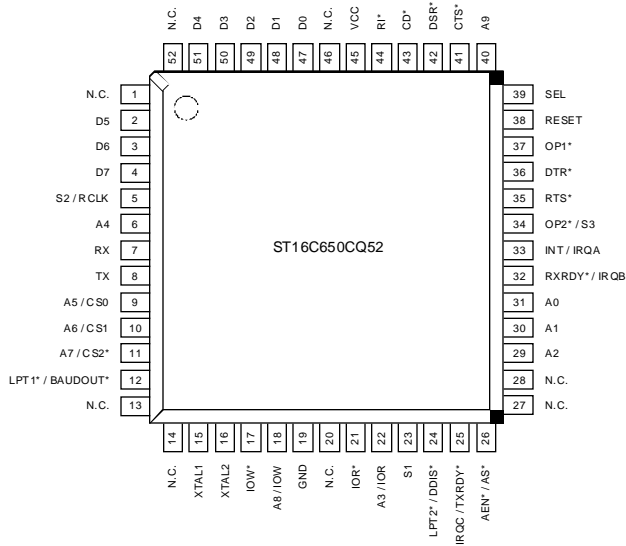 N.C. D4 D3 D2 D1 D0 N.C. VCC RI* CD* DSR* CTS* A9
52 51 50 49 48 47 46 45 44 43 42 41 40
N.C. 1 39 SEL
D5 2 38 RESET
D6 3 37 OP1*
D7 4 36 DTR*
S2 / RCLK 5 35 RTS*
A4 6 34 OP2* / S3
ST16C650CQ52
RX 7 33 INT / IRQA
TX 8 32 RXRDY* / IRQB
A5 / CS0 9 31 A0
A6 / CS1 10 30 A1
A7 / CS2* 11 29 A2
LPT1* / BAUDOUT* 12 28 N.C.
N.C. 13 27 N.C.
14 15 16 17 18 19 20 21 22 23 24 25 26
N.C. XTAL1 XTAL2 IOW* A8 / IOW GND N.C. IOR* A3 / IOR S1 LPT2* / DDIS* IRQC / TXRDY* AEN* / AS*